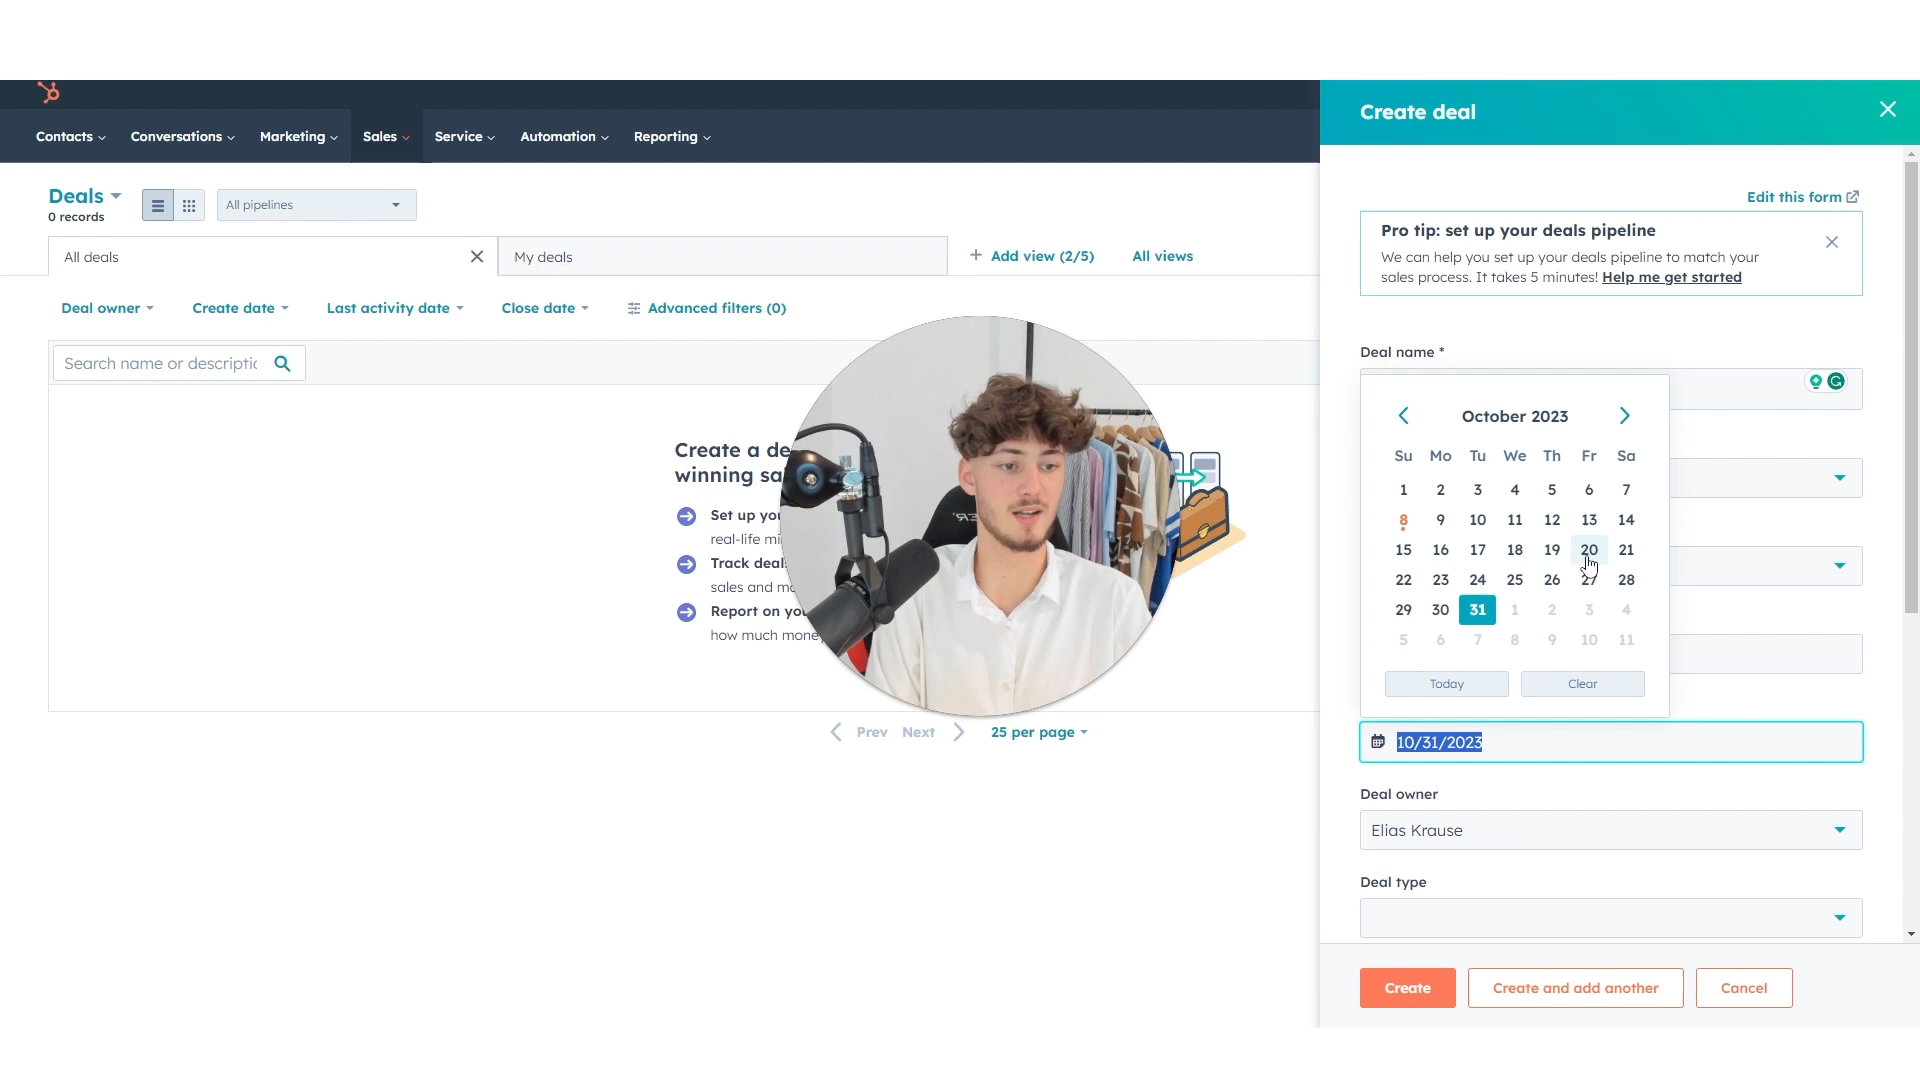 Contacts
Conversations
Marketing
Sales
Service
Automation
Reporting
Deals
0 records
All pipelines
All deals
My deals
Add view (2/5)
All views
Deal owner
Create date
Last activity date
Close date
Advanced filters (0)
Search name or descriptic
Create a de
winning sa
Set up you
real-life mi
Track deal
sales and mo
Report on you
how much money
Prev Next
25 per page
Create deal
Edit this form
Pro tip: set up your deals pipeline
We can help you set up your deals pipeline to match your
sales process. It takes 5 minutes! Help me get started
Deal name *
October 2023
Su Mo Tu We Th Fr Sa
1 2 3 4 5 6 7
8 9 10 11 12 13 14
15 16 17 18 19 20 21
22 23 24 25 26 27 28
29 30 31 1 2 3 4
5 6 7 8 9 10 11
Today
Clear
10/31/2023
Deal owner
Elias Krause
Deal type
Create
Create and add another
Cancel